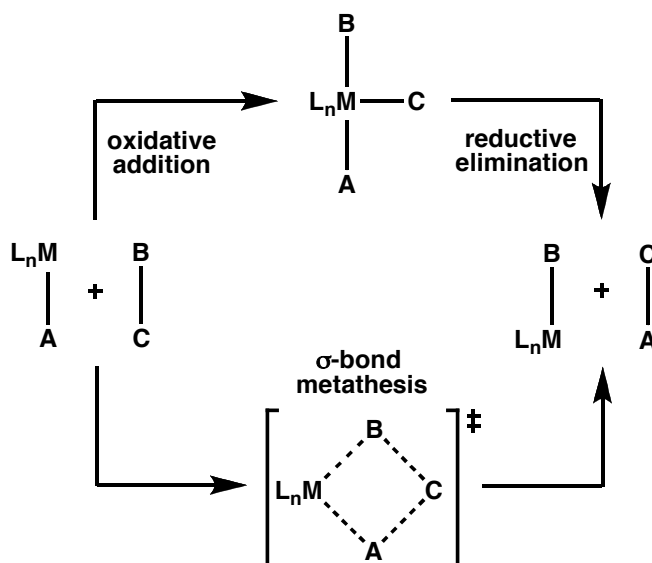 B
LₙM C
oxidative
addition
reductive
elimination
A
LₙM B B C
+ +
A C LₙM A
σ-bond
metathesis
‡
B
LₙM C
A